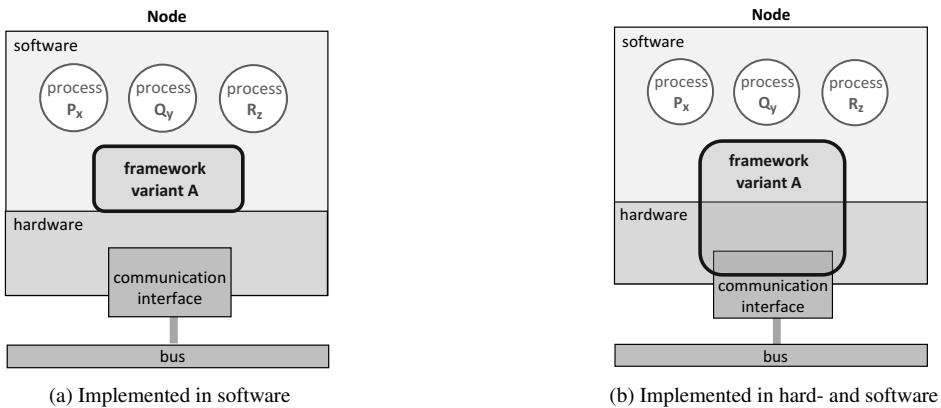 Node
software
process
Px
process
Qy
process
Rz
framework
variant A
hardware
communication
interface
bus
(a) Implemented in software
Node
software
process
Px
process
Qy
process
Rz
framework
variant A
hardware
communication
interface
bus
(b) Implemented in hard- and software